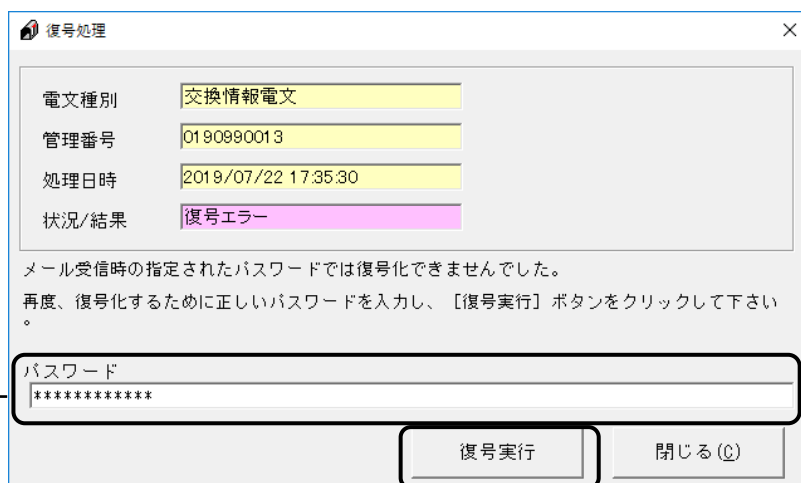 復号処理
電文種別 交換情報電文
管理番号 0190990013
処理日時 2019/07/22 17:35:30
状況/結果 復号エラー
メール受信時の指定されたパスワードでは復号化できませんでした。
再度、復号化するために正しいパスワードを入力し、［復号実行］ボタンをクリックして下さい
。
パスワード
************
復号実行 閉じる(C)